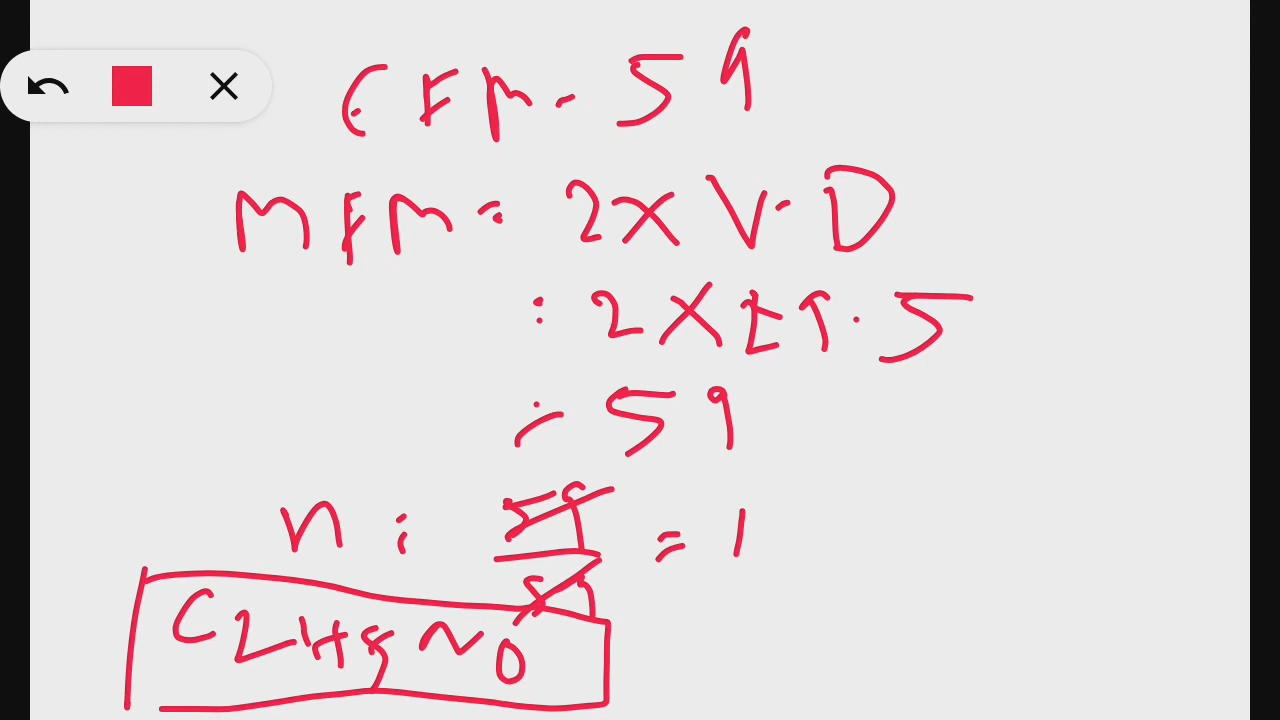 EFM = 59
MFM = 2 X V.D
= 2 X 29.5
= 59
n = 59/59 = 1
C2H5NO